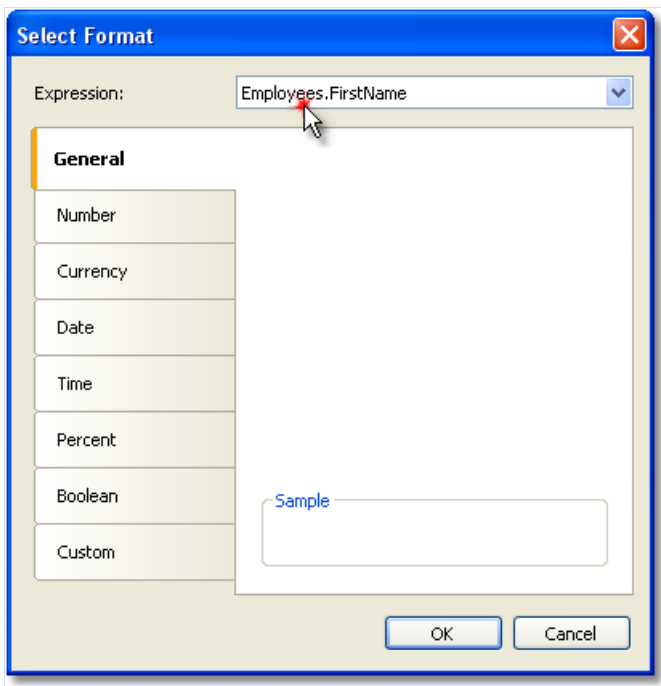 Select Format
Expression: Employees.FirstName
General
Number
Currency
Date
Time
Percent
Boolean
Custom
Sample
OK Cancel